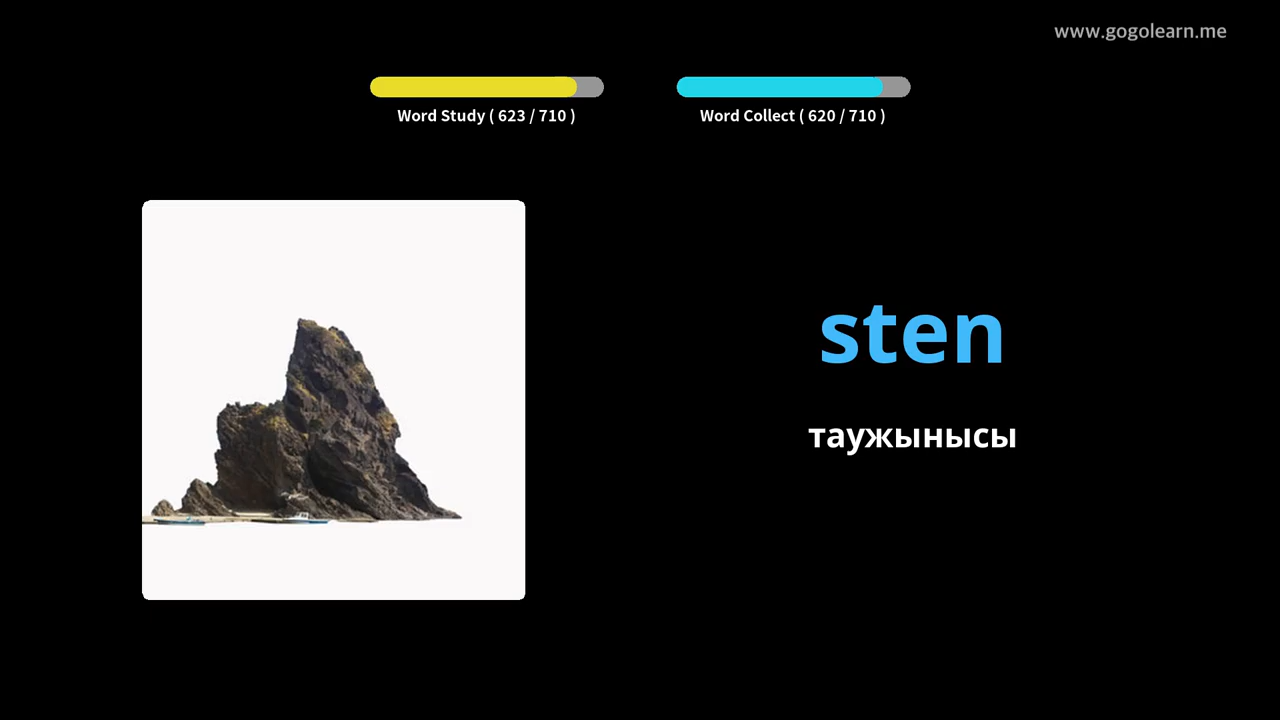 www.gogolearn.me
Word Study ( 623 / 710 )
Word Collect ( 620 / 710 )
sten
таужынысы